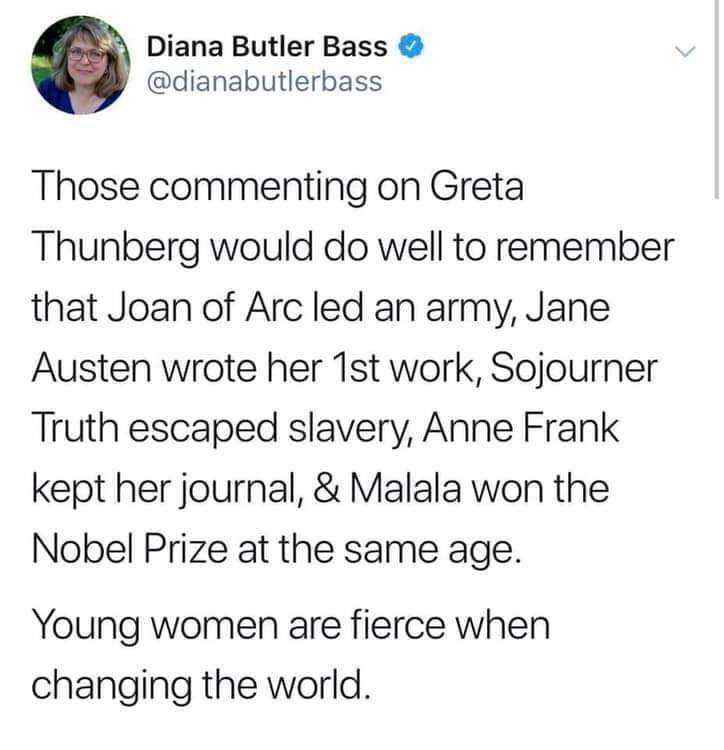 Diana Butler Bass
@dianabutlerbass
Those commenting on Greta
Thunberg would do well to remember
that Joan of Arc led an army, Jane
Austen wrote her 1st work, Sojourner
Truth escaped slavery, Anne Frank
kept her journal, & Malala won the
Nobel Prize at the same age.
Young women are fierce when
changing the world.